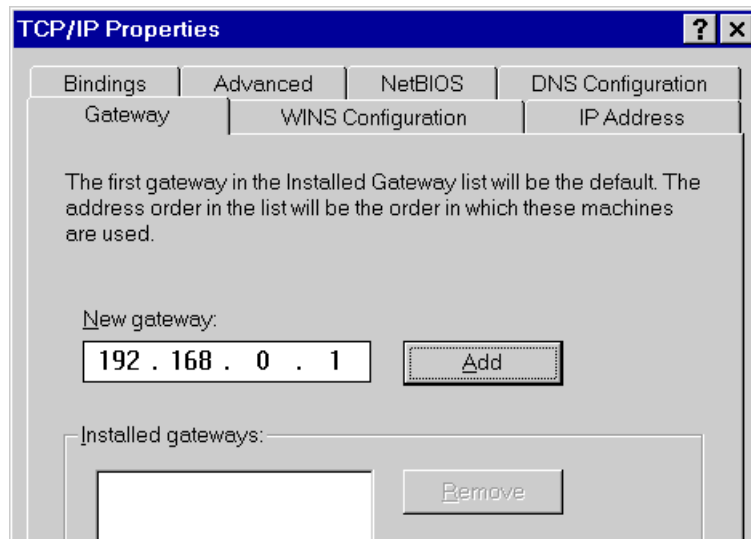 TCP/IP Properties
? ×
Bindings Advanced NetBIOS DNS Configuration
Gateway WINS Configuration IP Address
The first gateway in the Installed Gateway list will be the default. The
address order in the list will be the order in which these machines
are used.
New gateway:
192 . 168 . 0 . 1 Add
Installed gateways:
Remove